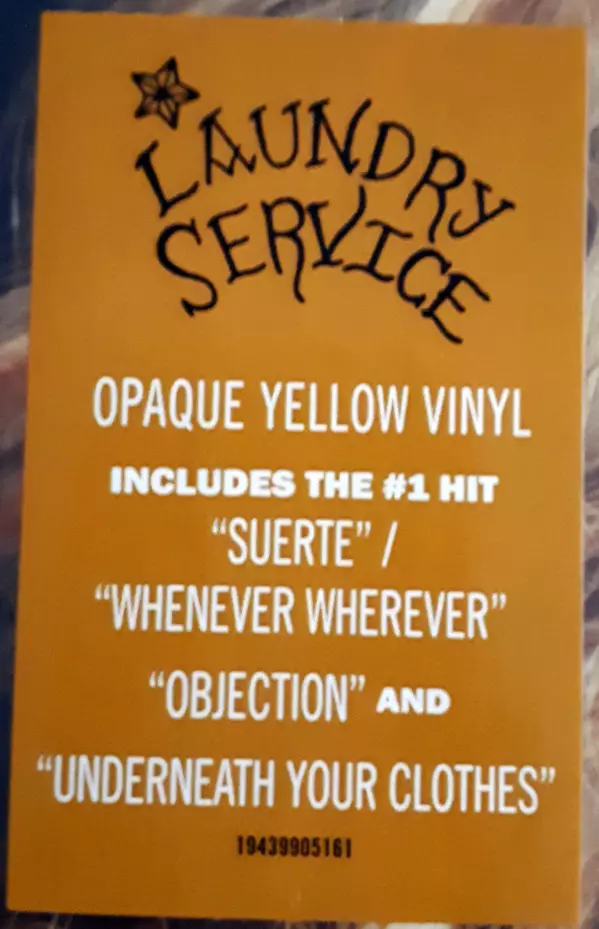 LAUNDRY
SERVICE
OPAQUE YELLOW VINYL
INCLUDES THE #1 HIT
“SUERTE” /
“WHENEVER WHEREVER”
“OBJECTION” AND
“UNDERNEATH YOUR CLOTHES”
19439905161